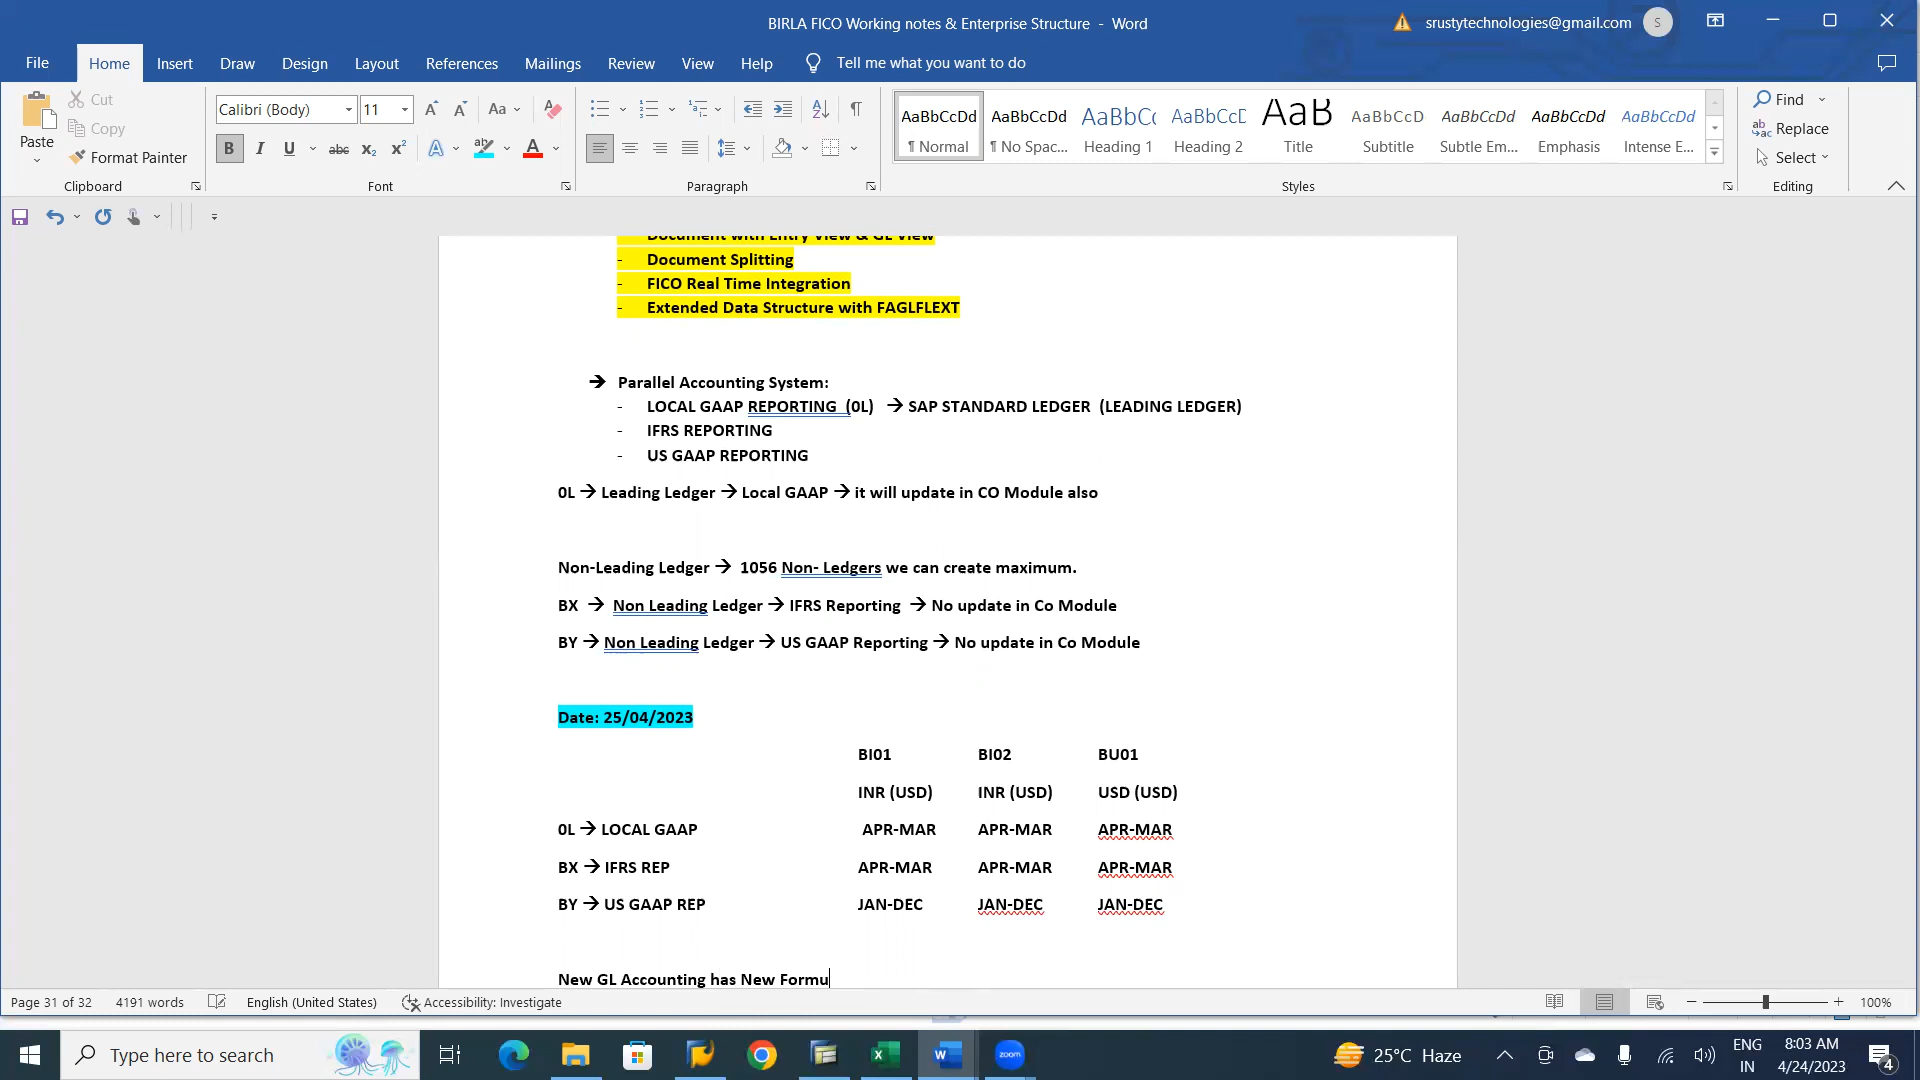 BIRLA FICO Working notes & Enterprise Structure - Word
srustytechnologies@gmail.com
S
File Home Insert Draw Design Layout References Mailings Review View Help Tell me what you want to do
Cut
Copy
Format Painter
Paste
Clipboard
Calibri (Body) 11
Font
Paragraph
AaBbCcDd AaBbCcDd AaBbCc AaBbCcD AaB AaBbCcD AaBbCcDd AaBbCcDd AaBbCcDd
¶ Normal ¶ No Spac... Heading 1 Heading 2 Title Subtitle Subtle Em... Emphasis Intense E...
Styles
Find
Replace
Select
Editing
- Document with Entry View & GL View
- Document Splitting
- FICO Real Time Integration
- Extended Data Structure with FAGLFLEXT
→ Parallel Accounting System:
- LOCAL GAAP REPORTING (0L) → SAP STANDARD LEDGER (LEADING LEDGER)
- IFRS REPORTING
- US GAAP REPORTING
0L → Leading Ledger → Local GAAP → it will update in CO Module also
Non-Leading Ledger → 1056 Non- Ledgers we can create maximum.
BX → Non Leading Ledger → IFRS Reporting → No update in Co Module
BY → Non Leading Ledger → US GAAP Reporting → No update in Co Module
Date: 25/04/2023
BI01 BI02 BU01
INR (USD) INR (USD) USD (USD)
0L → LOCAL GAAP APR-MAR APR-MAR APR-MAR
BX → IFRS REP APR-MAR APR-MAR APR-MAR
BY → US GAAP REP JAN-DEC JAN-DEC JAN-DEC
New GL Accounting has New Formu
Page 31 of 32 4191 words English (United States) Accessibility: Investigate 100%
Type here to search
zoom
25°C Haze
ENG
IN
8:03 AM
4/24/2023
4